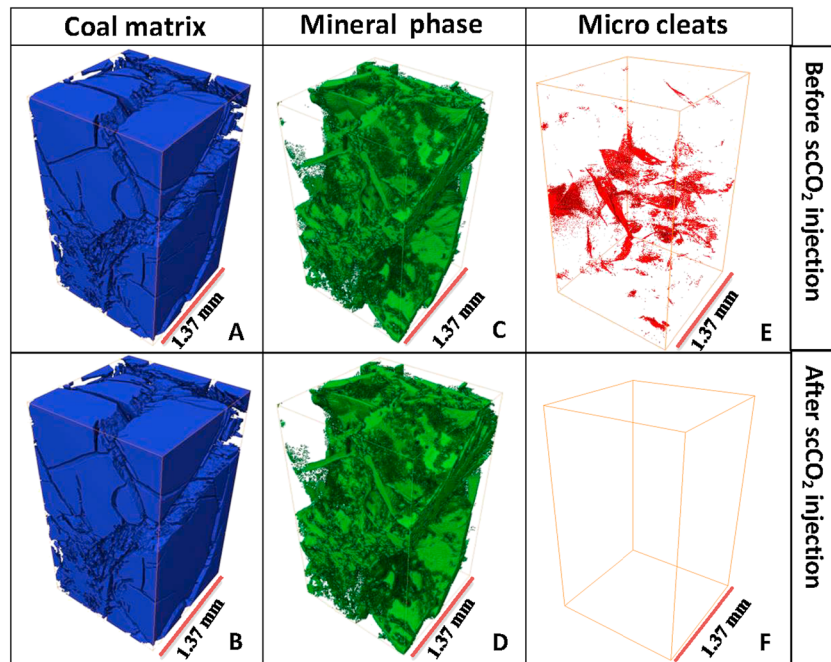 Coal matrix
Mineral phase
Micro cleats
Before scCO₂ injection
1.37 mm
A
1.37 mm
C
1.37 mm
E
After scCO₂ injection
1.37 mm
B
1.37 mm
D
1.37 mm
F